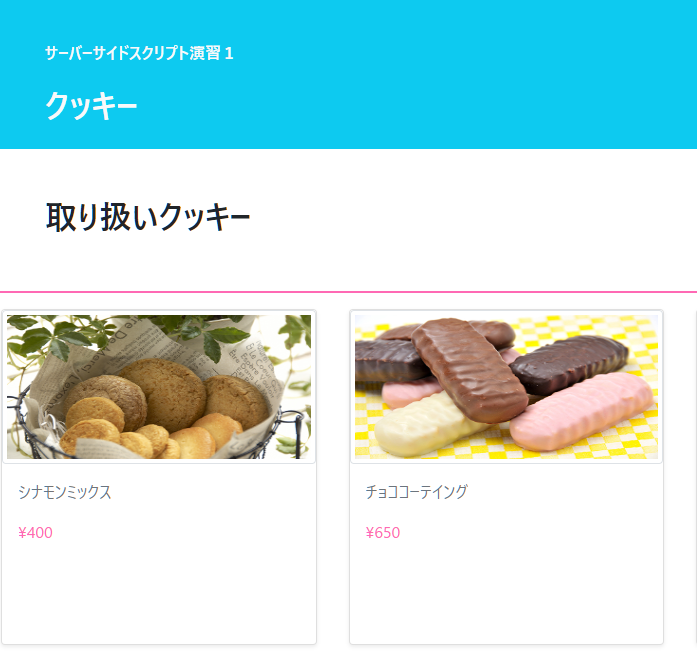 サーバーサイドスクリプト演習 1
クッキー
取り扱いクッキー
シナモンミックス
¥400
チョココーテイング
¥650